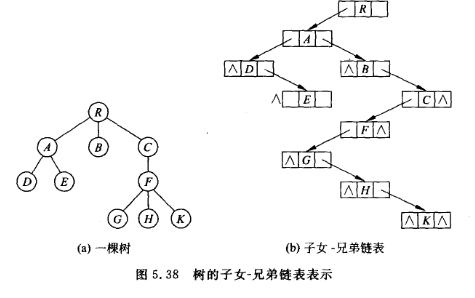 R
A
∧ D
∧ B
∧ E
C ∧
F ∧
∧ G
∧ H
∧ K ∧
R
A B C
D E F
G H K
(a) 一棵树
(b) 子女-兄弟链表
图 5.38 树的子女-兄弟链表表示